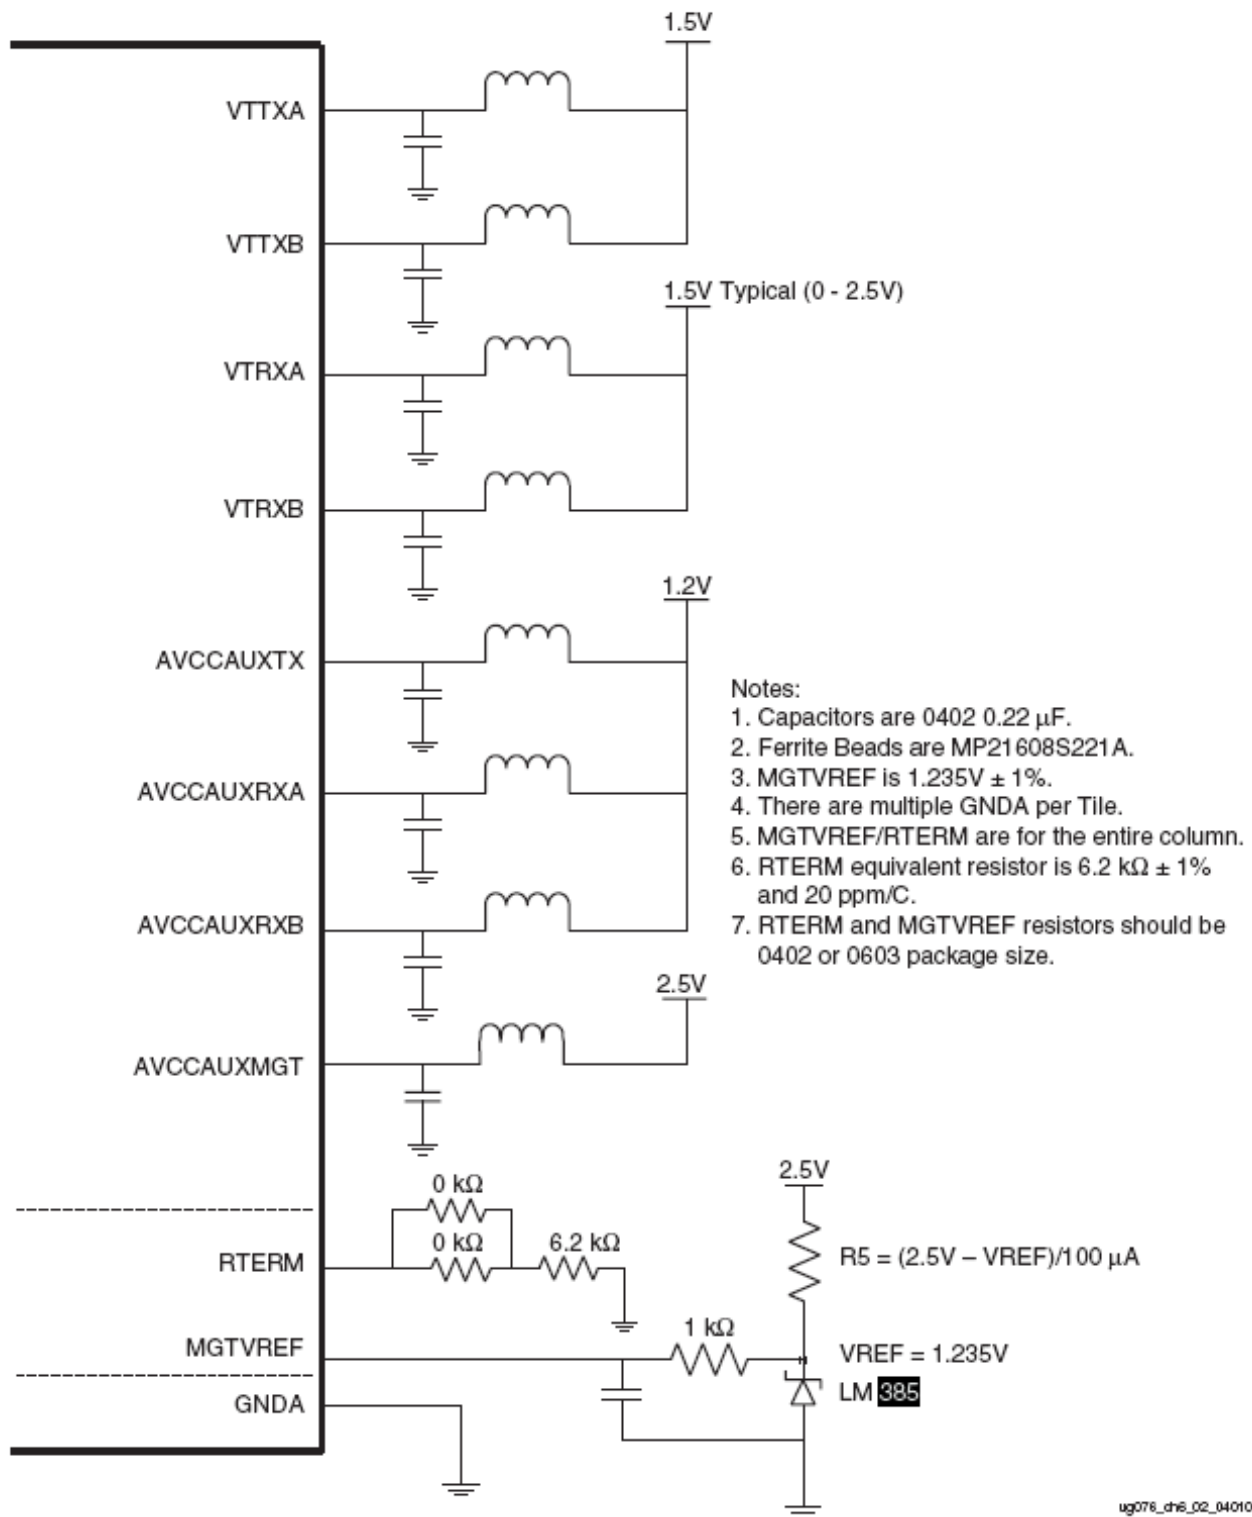 1.5V
VTTXA
VTTXB
1.5V Typical (0 - 2.5V)
VTRXA
VTRXB
1.2V
AVCCAUXTX
Notes:
1. Capacitors are 0402 0.22 μF.
2. Ferrite Beads are MP21608S221A.
3. MGTVREF is 1.235V ± 1%.
4. There are multiple GNDA per Tile.
5. MGTVREF/RTERM are for the entire column.
6. RTERM equivalent resistor is 6.2 kΩ ± 1%
and 20 ppm/C.
7. RTERM and MGTVREF resistors should be
0402 or 0603 package size.
AVCCAUXRXA
AVCCAUXRXB
2.5V
AVCCAUXMGT
2.5V
0 kΩ
0 kΩ
6.2 kΩ
RTERM
R5 = (2.5V – VREF)/100 μA
1 kΩ
MGTVREF
VREF = 1.235V
LM 385
GNDA
ug076_ch6_02_04010